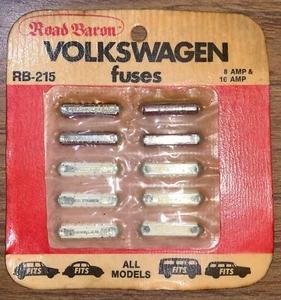 Road Baron
VOLKSWAGEN
RB-215
fuses
8 AMP &
16 AMP
ALL
MODELS
FITS
FITS
FITS
FITS